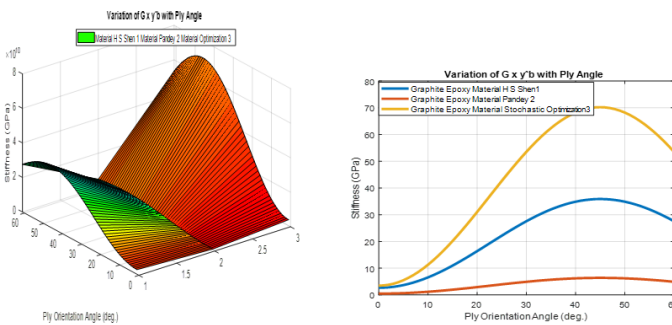 Variation of G x y'b with Ply Angle
Material H S Shen 1 Material Pandey 2 Material Optimization 3
×10^10
8
6
4
2
0
Stiffness (GPa)
60
50
40
30
20
10
0
1
1.5
2
2.5
3
Ply Orientation Angle (deg.)
Variation of G x y'b with Ply Angle
Graphite Epoxy Material H S Shen1
Graphite Epoxy Material Pandey 2
Graphite Epoxy Material Stochastic Optimization3
80
70
60
50
40
30
20
10
0
Stiffness (GPa)
0 10 20 30 40 50 60
Ply Orientation Angle (deg.)